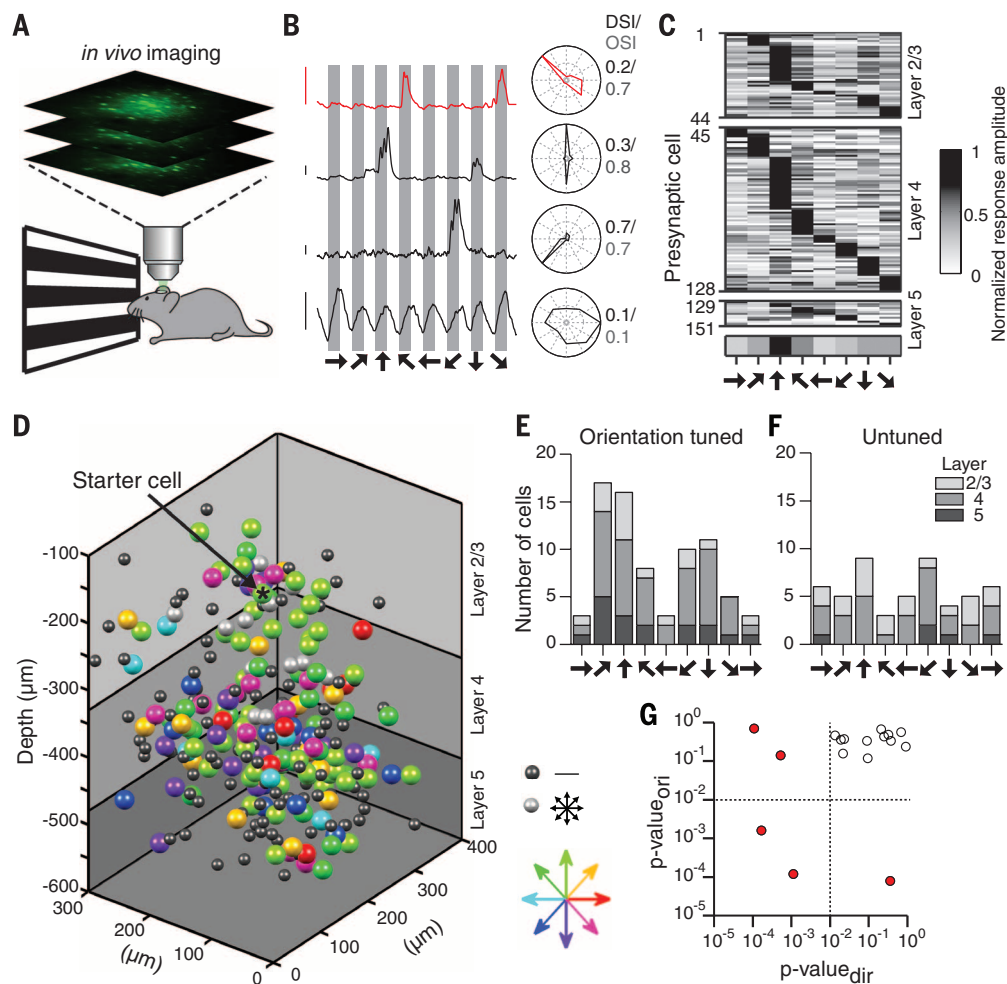 A
in vivo imaging
B
DSI/
OSI
0.2/
0.7
0.3/
0.8
0.7/
0.7
0.1/
0.1
C
Presynaptic cell
1
44
45
128
129
151
Layer 2/3
Layer 4
Layer 5
1
0.5
0
Normalized response amplitude
D
Starter cell
Depth (µm)
-100
-200
-300
-400
-500
-600
300
200
100
0
(µm)
0
100
200
300
400
(µm)
Layer 2/3
Layer 4
Layer 5
E
Orientation tuned
Number of cells
20
15
10
5
0
F
Untuned
20
15
10
5
0
Layer
2/3
4
5
G
p-value ori
10^0
10^-1
10^-2
10^-3
10^-4
10^-5
10^-5
10^-4
10^-3
10^-2
10^-1
10^0
p-value dir